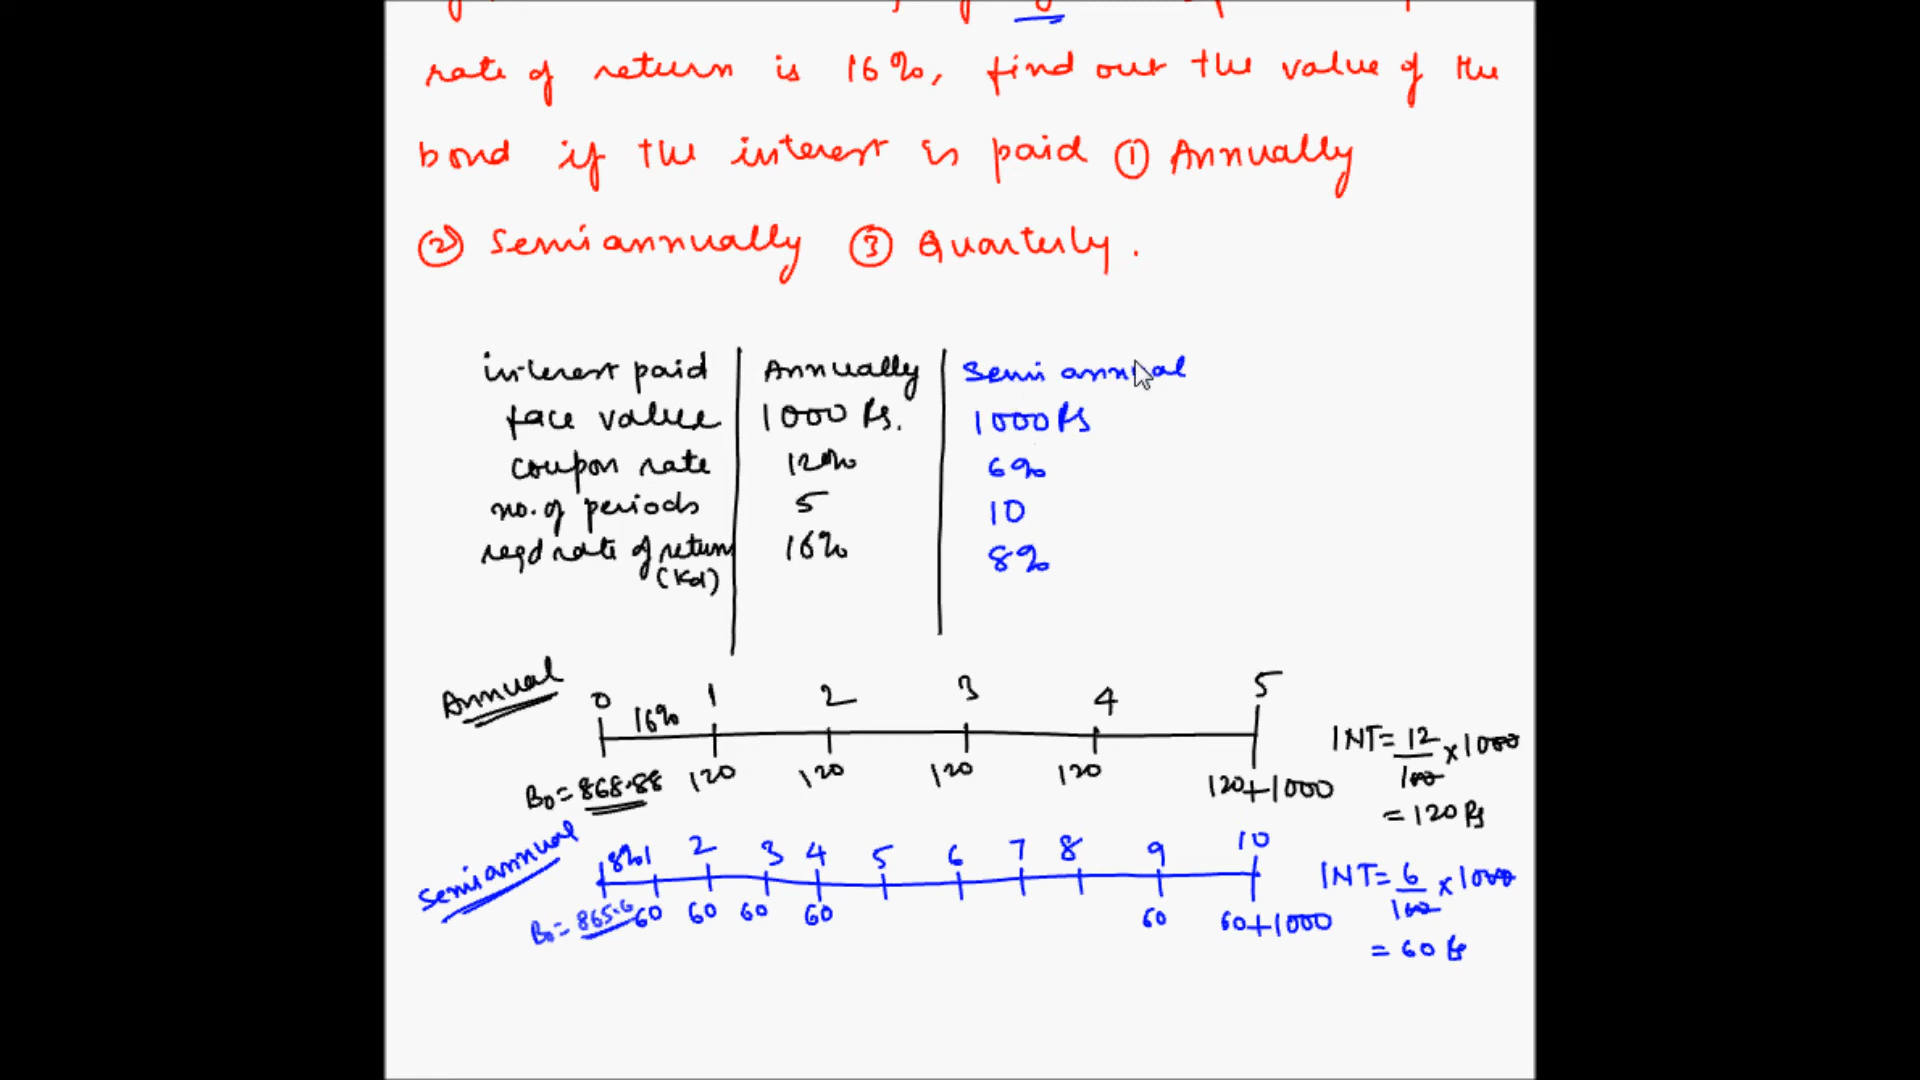 rate of return is 16%, find out the value of the
bond if the interest is paid ① Annually
② Semiannually ③ Quarterly.
interest paid Annually Semi annual
face value 1000 Rs. 1000 Rs
coupon rate 12% 6%
no. of periods 5 10
reqd rate of return 16% 8%
(Kd)
Annual 0 16% 1 2 3 4 5
B₀ = 868.88 120 120 120 120 120+1000
INT = 12/100 × 1000
= 120 Rs
Semiannual 8% 1 2 3 4 5 6 7 8 9 10
B₀ = 865.6 60 60 60 60 60 60+1000
INT = 6/100 × 1000
= 60 Rs